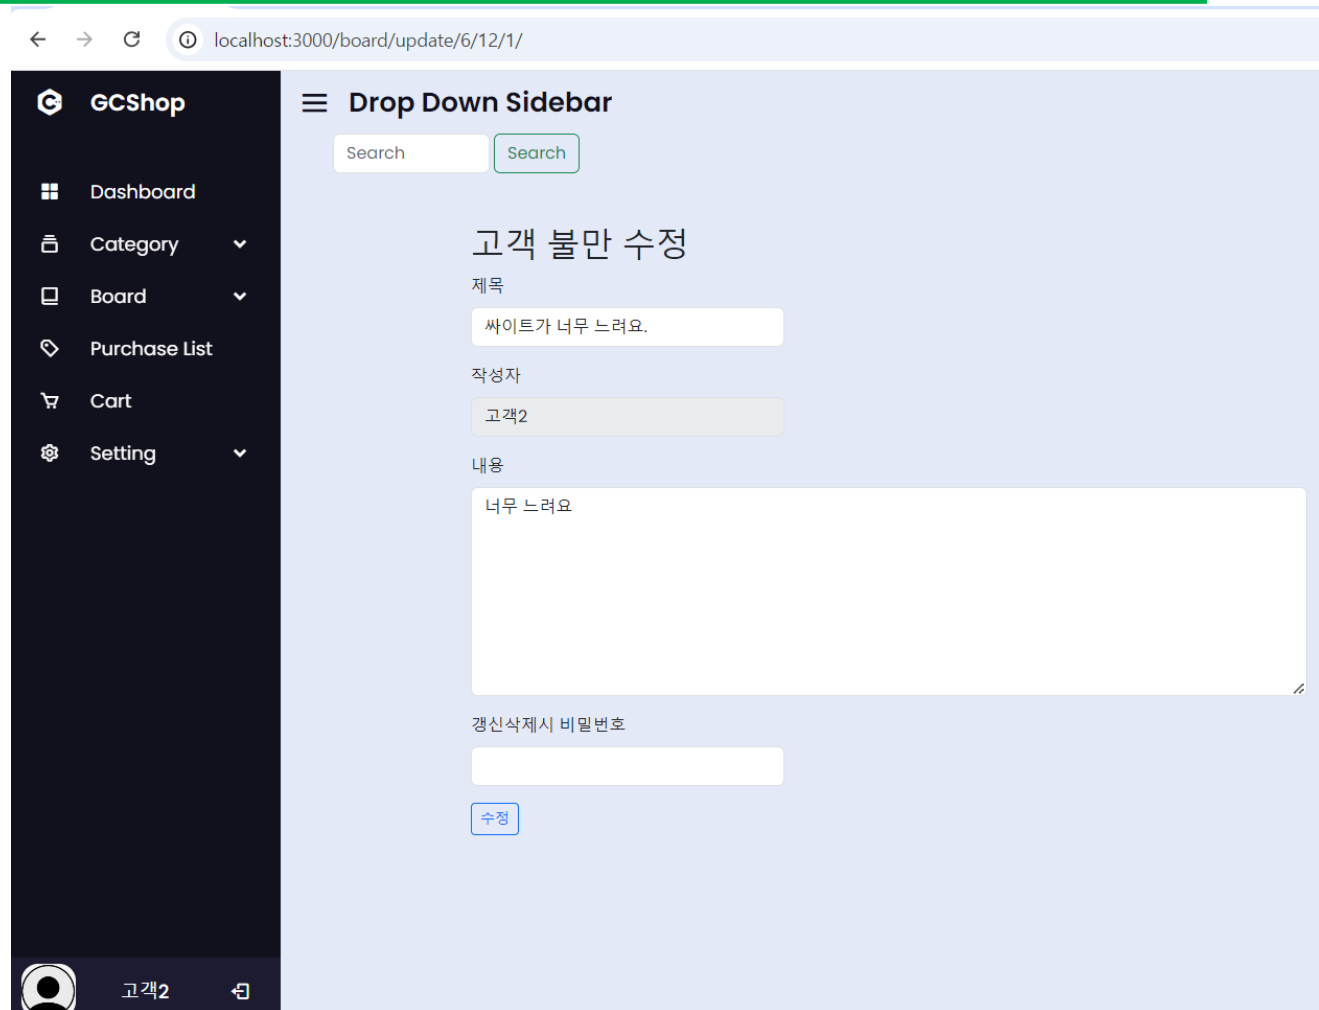 localhost:3000/board/update/6/12/1/
GCShop
Dashboard
Category
Board
Purchase List
Cart
Setting
고객2
Drop Down Sidebar
Search Search
고객 불만 수정
제목
싸이트가 너무 느려요.
작성자
고객2
내용
너무 느려요
갱신삭제시 비밀번호
수정